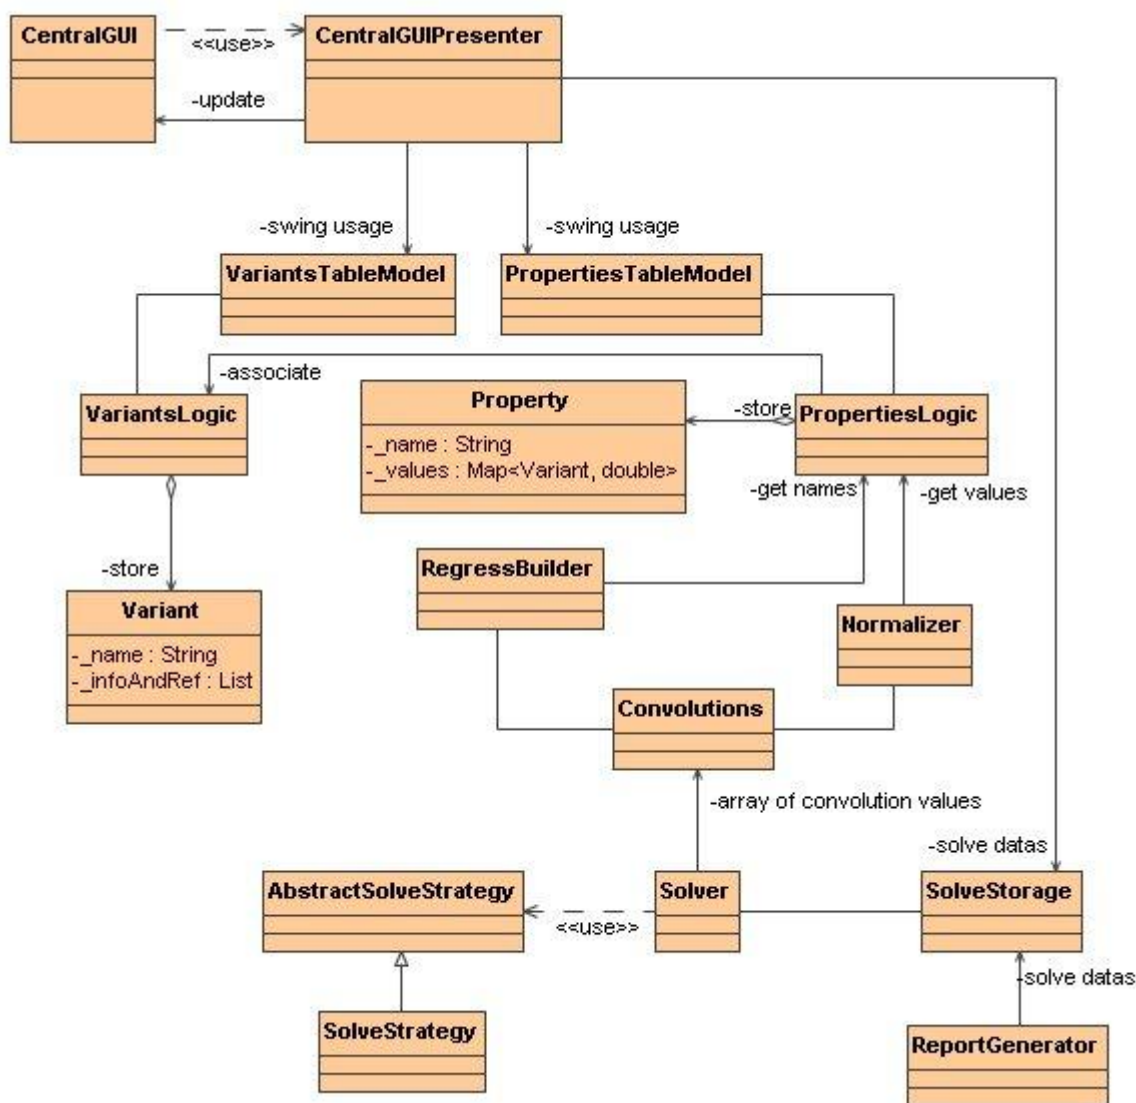 CentralGUI
<<use>>
CentralGUIPresenter
-update
-swing usage
-swing usage
VariantsTableModel
PropertiesTableModel
-associate
VariantsLogic
Property
-_name : String
-_values : Map<Variant, double>
-store
PropertiesLogic
-get names
-get values
-store
Variant
-_name : String
-_infoAndRef : List
RegressBuilder
Normalizer
Convolutions
-array of convolution values
-solve datas
AbstractSolveStrategy
<<use>>
Solver
SolveStorage
-solve datas
SolveStrategy
ReportGenerator